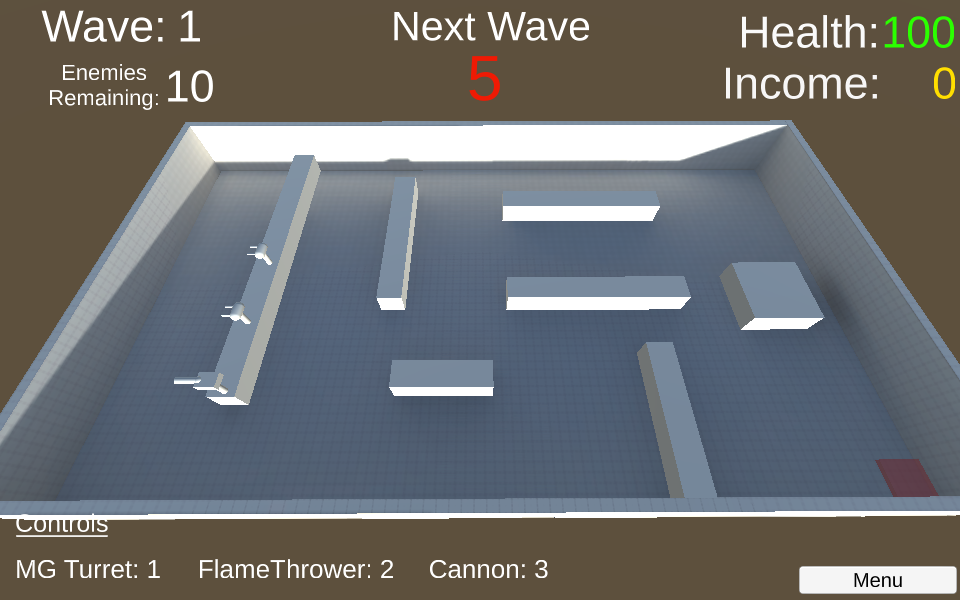 Wave: 1
Enemies
Remaining: 10
Next Wave
5
Health: 100
Income: 0
Controls
MG Turret: 1 FlameThrower: 2 Cannon: 3
Menu